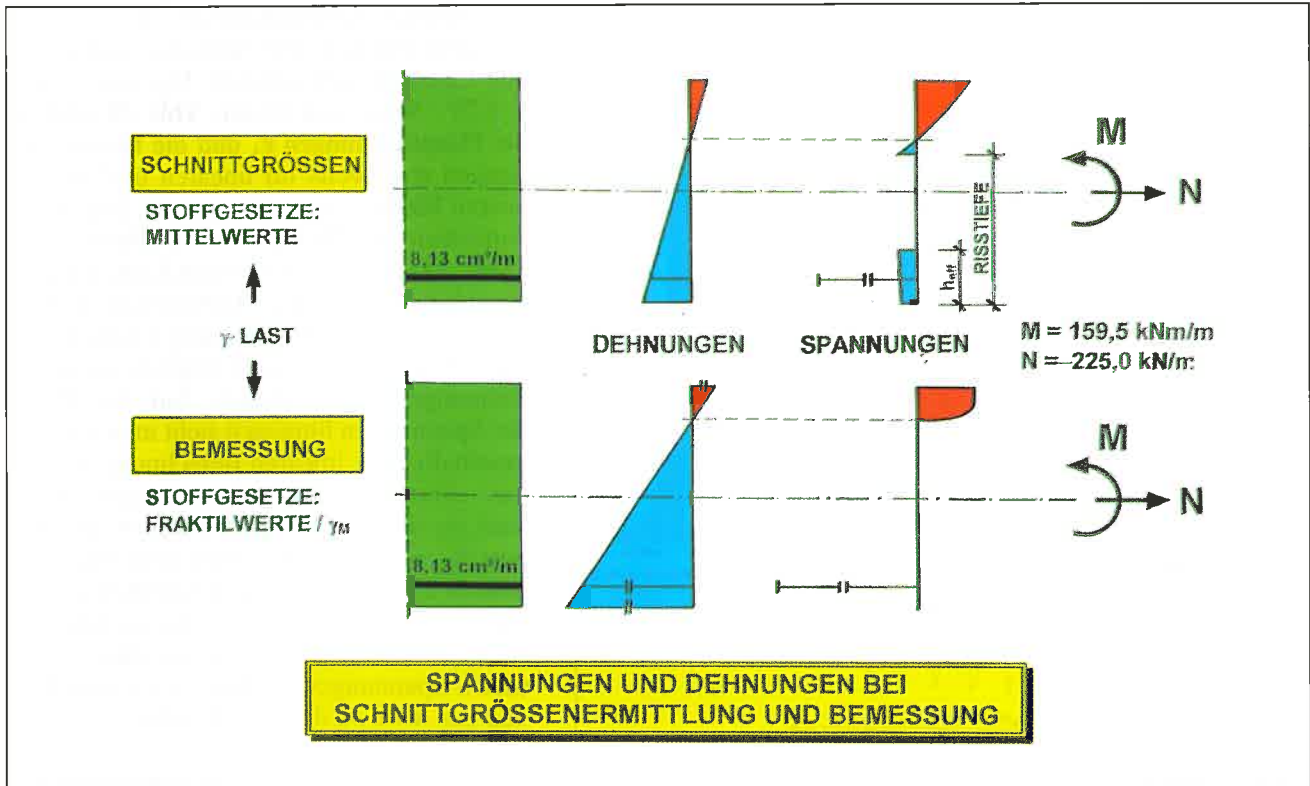 SCHNITTGRÖSSEN
STOFFGESETZE:
MITTELWERTE
γ-LAST
BEMESSUNG
STOFFGESETZE:
FRAKTILWERTE / γM
8,13 cm²/m
8,13 cm²/m
DEHNUNGEN
SPANNUNGEN
heff
RISSTIEFE
M
N
M = 159,5 kNm/m
N = -225,0 kN/m
M
N
SPANNUNGEN UND DEHNUNGEN BEI
SCHNITTGRÖSSENERMITTLUNG UND BEMESSUNG